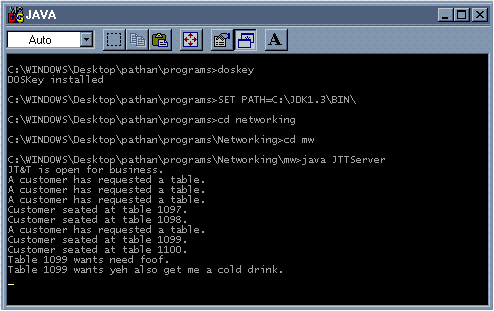 JAVA
Auto
A
C:\WINDOWS\Desktop\pathan\programs>doskey
DOSKey installed
C:\WINDOWS\Desktop\pathan\programs>SET PATH=C:\JDK1.3\BIN\
C:\WINDOWS\Desktop\pathan\programs>cd networking
C:\WINDOWS\Desktop\pathan\programs\Networking>cd mw
C:\WINDOWS\Desktop\pathan\programs\Networking\mw>java JTTServer
JT&T is open for business.
A customer has requested a table.
A customer has requested a table.
A customer has requested a table.
Customer seated at table 1097.
Customer seated at table 1098.
A customer has requested a table.
Customer seated at table 1099.
Customer seated at table 1100.
Table 1099 wants need foof.
Table 1099 wants yeh also get me a cold drink.